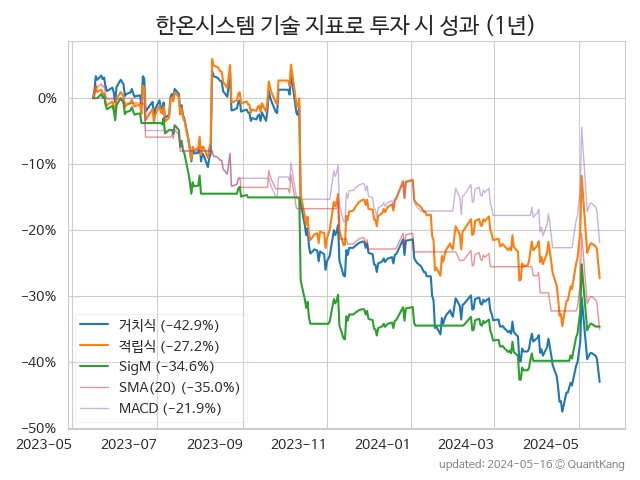 한온시스템 기술 지표로 투자 시 성과 (1년)
0%
−10%
−20%
−30%
−40%
−50%
거치식 (−42.9%)
적립식 (−27.2%)
SigM (−34.6%)
SMA(20) (−35.0%)
MACD (−21.9%)
2023−05 2023−07 2023−09 2023−11 2024−01 2024−03 2024−05
updated: 2024−05−16 © QuantKang